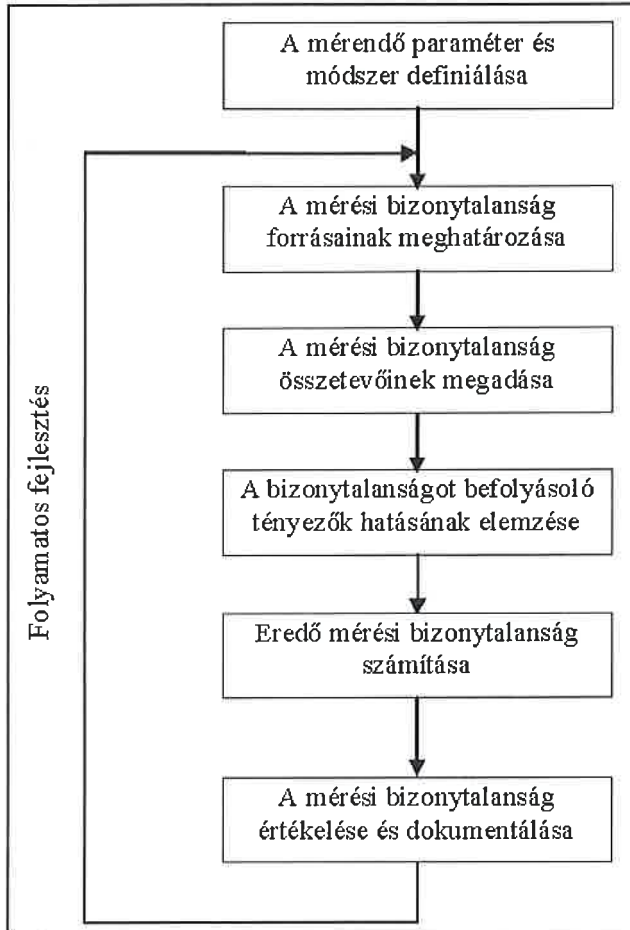 A mérendő paraméter és
módszer definiálása
A mérési bizonytalanság
forrásainak meghatározása
A mérési bizonytalanság
összetevőinek megadása
A bizonytalanságot befolyásoló
tényezők hatásának elemzése
Eredő mérési bizonytalanság
számítása
A mérési bizonytalanság
értékelése és dokumentálása
Folyamatos fejlesztés